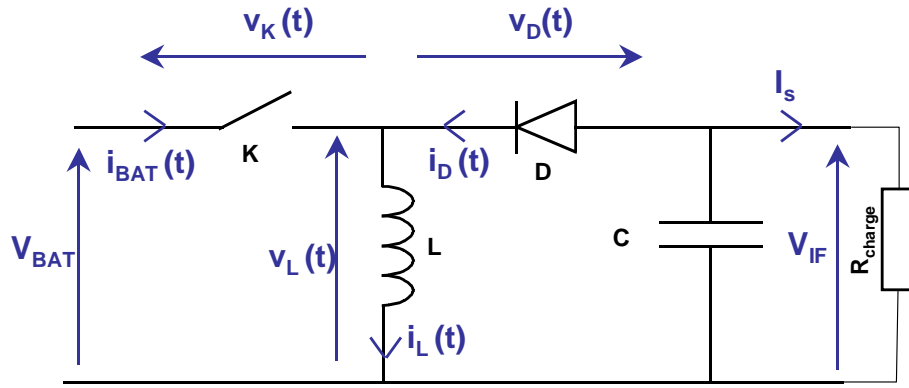 v_K (t)
v_D(t)
I_s
i_BAT (t)
K
i_D(t)
D
V_BAT
v_L (t)
L
C
V_IF
R_charge
i_L (t)